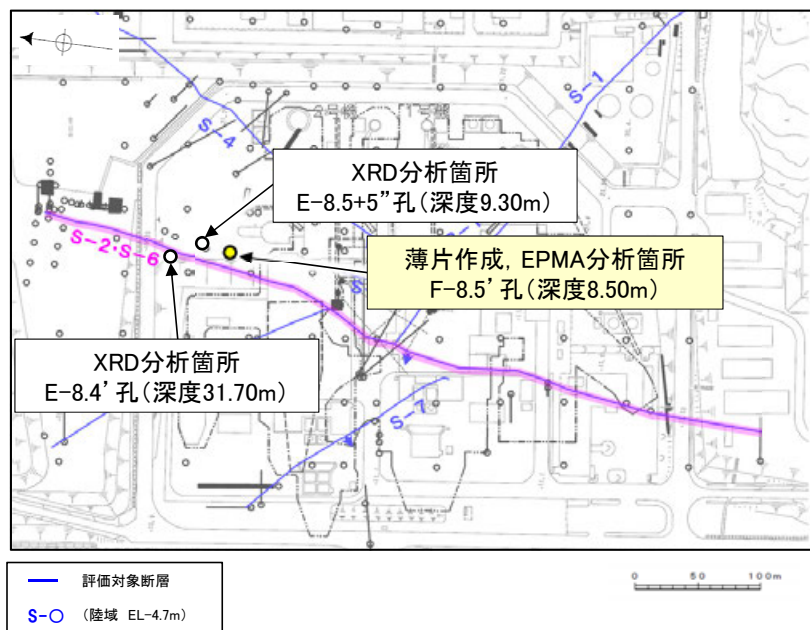 S-1
S-4
XRD分析箇所
E-8.5+5”孔(深度9.30m)
S-2・S-6
薄片作成, EPMA分析箇所
F-8.5’孔(深度8.50m)
XRD分析箇所
E-8.4’孔(深度31.70m)
S-7
評価対象断層
S-○ (陸域 EL-4.7m)
0 50 100m